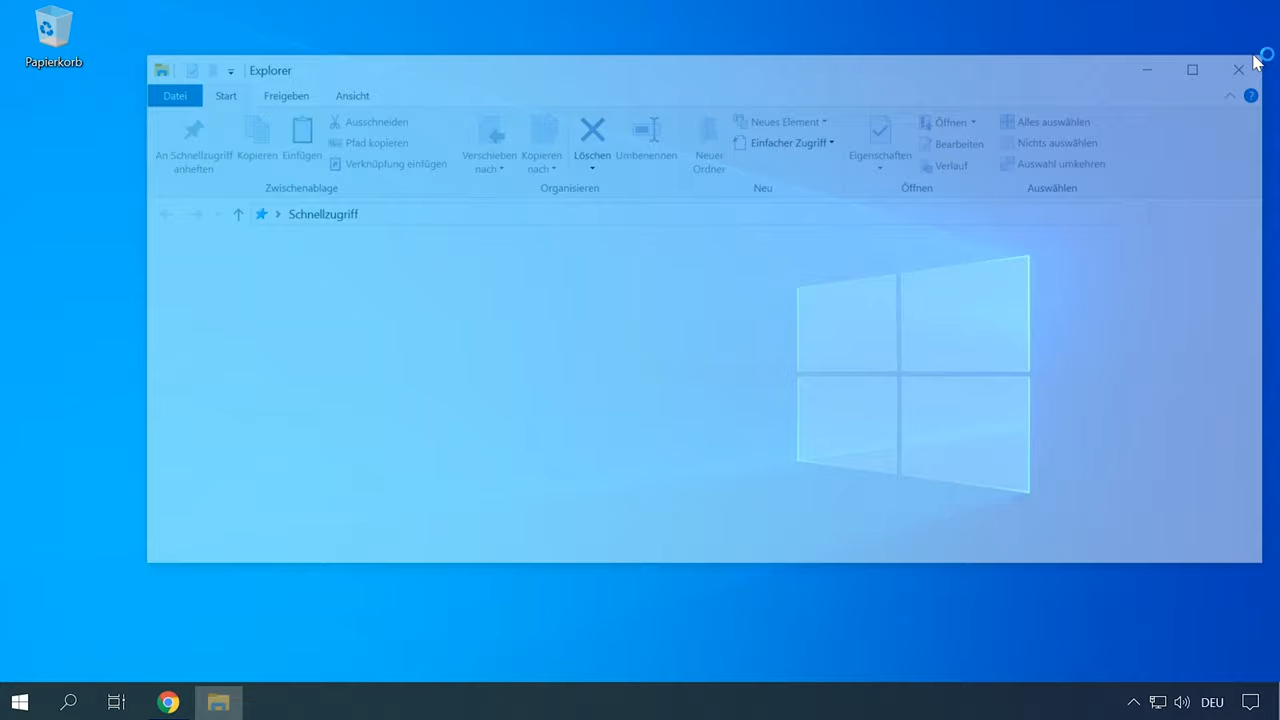 Papierkorb
Explorer
Datei Start Freigeben Ansicht
An Schnellzugriff
anheften
Kopieren
Einfügen
Ausschneiden
Pfad kopieren
Verknüpfung einfügen
Zwischenablage
Verschieben
nach
Kopieren
nach
Löschen
Umbenennen
Organisieren
Neuer
Ordner
Neues Element
Einfacher Zugriff
Neu
Eigenschaften
Öffnen
Bearbeiten
Verlauf
Öffnen
Alles auswählen
Nichts auswählen
Auswahl umkehren
Auswählen
Schnellzugriff
DEU